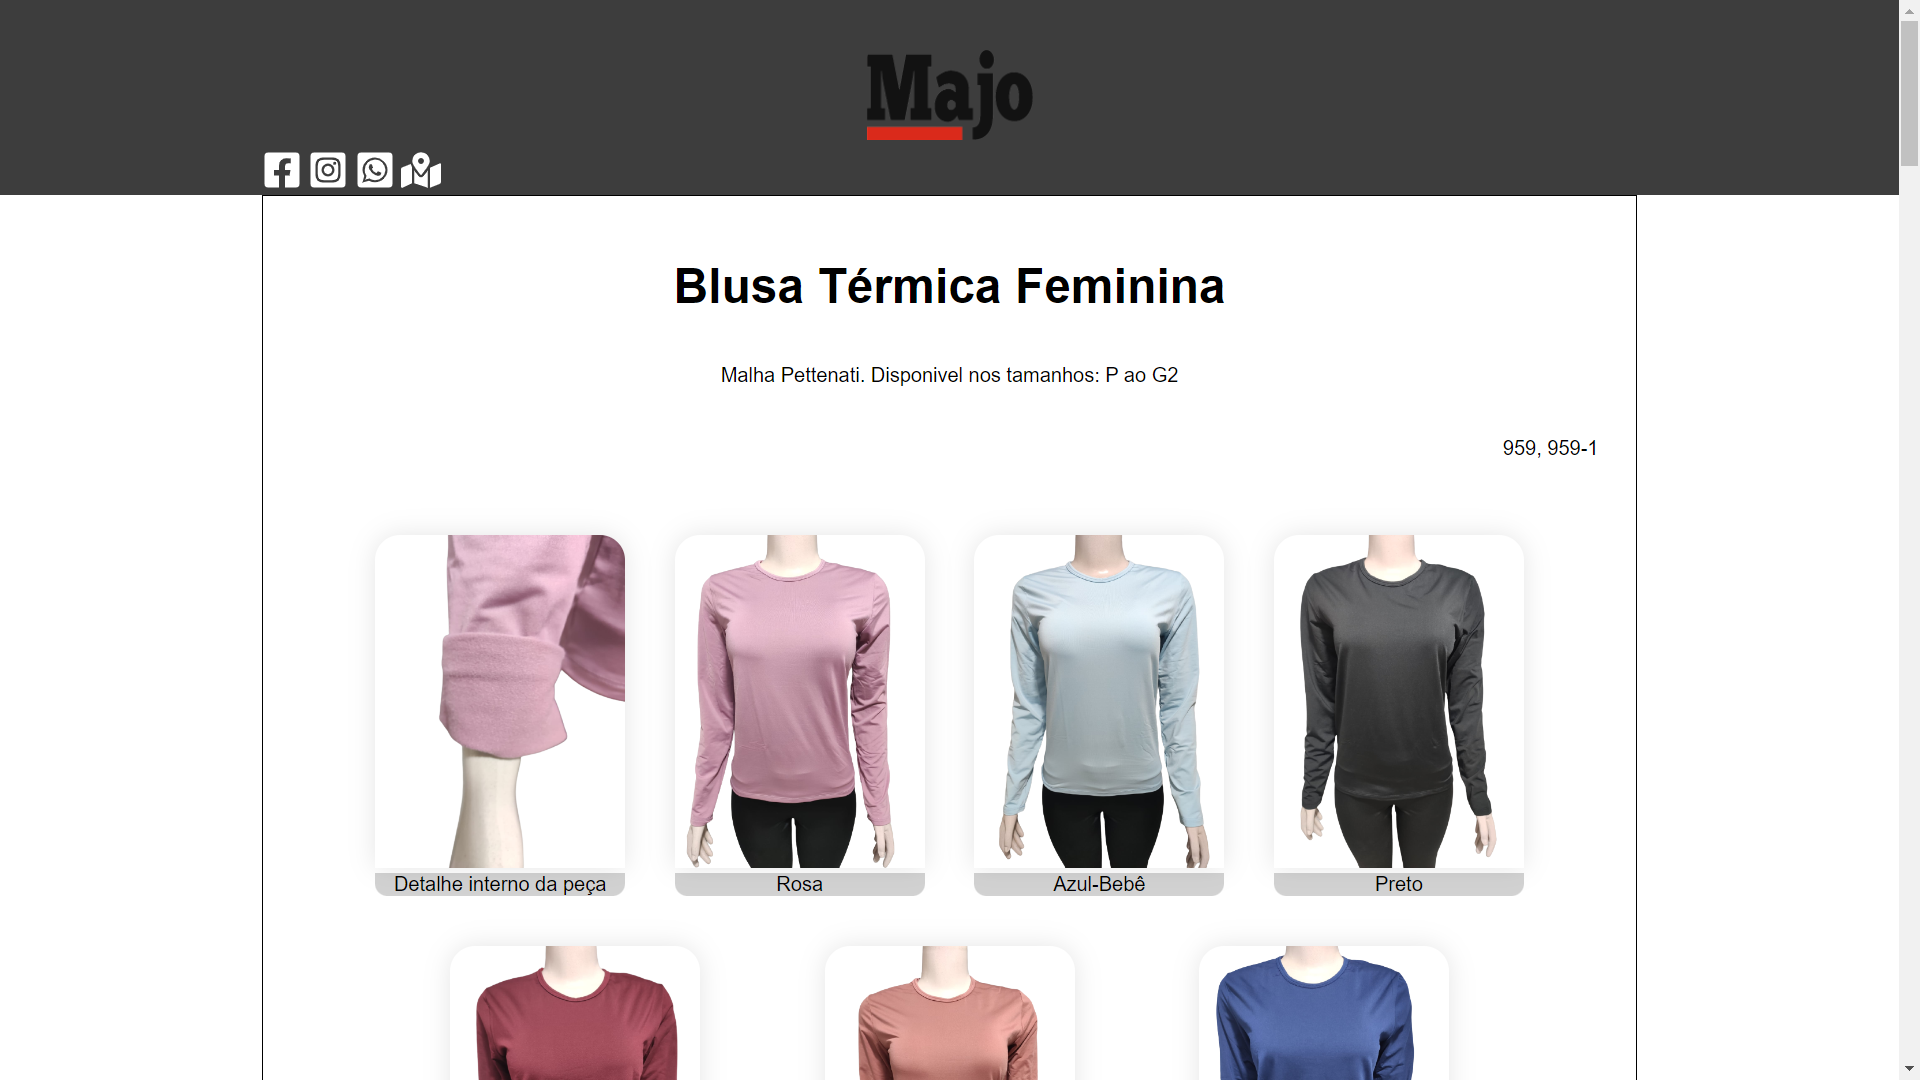 Majo
Blusa Térmica Feminina
Malha Pettenati. Disponivel nos tamanhos: P ao G2
959, 959-1
Detalhe interno da peça
Rosa
Azul-Bebê
Preto